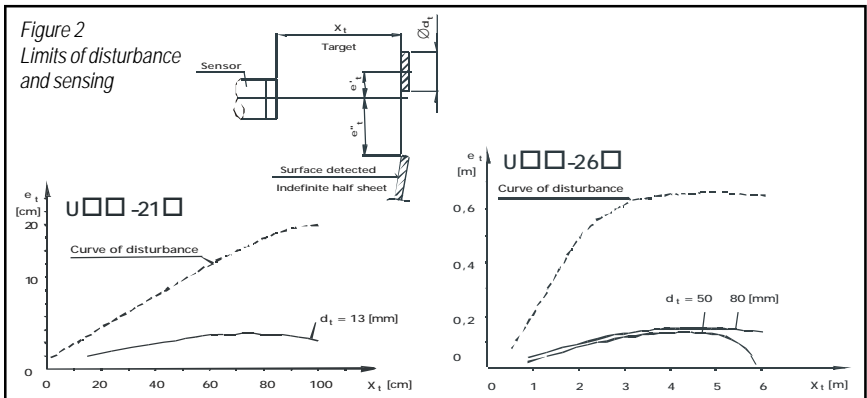 Figure 2
Limits of disturbance
and sensing
Sensor
X t
Target
Ød t
e' t
e" t
Surface detected
Indefinite half sheet
e t
[cm]
U□□ -21□
20
Curve of disturbance
10
d t = 13 [mm]
0
0 20 40 60 80 100 X t [cm]
e t
[m]
U□□-26□
Curve of disturbance
0,6
0,4
d t = 50 80 [mm]
0,2
0
0 1 2 3 4 5 6 X t [m]